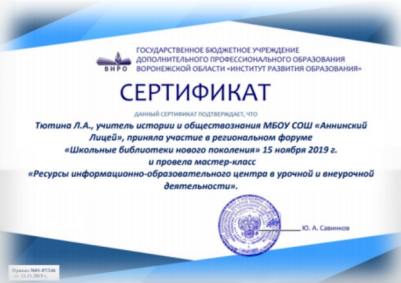 ГОСУДАРСТВЕННОЕ БЮДЖЕТНОЕ УЧРЕЖДЕНИЕ
ДОПОЛНИТЕЛЬНОГО ПРОФЕССИОНАЛЬНОГО ОБРАЗОВАНИЯ
ВОРОНЕЖСКОЙ ОБЛАСТИ «ИНСТИТУТ РАЗВИТИЯ ОБРАЗОВАНИЯ»
ВИРО
СЕРТИФИКАТ
ДАННЫЙ СЕРТИФИКАТ ПОДТВЕРЖДАЕТ, ЧТО
Тютина Л.А., учитель истории и обществознания МБОУ СОШ «Аннинский
Лицей», приняла участие в региональном форуме
«Школьные библиотеки нового поколения» 15 ноября 2019 г.
и провела мастер-класс
«Ресурсы информационно-образовательного центра в урочной и внеурочной
деятельности».
Ю. А. Савинков
Приказ